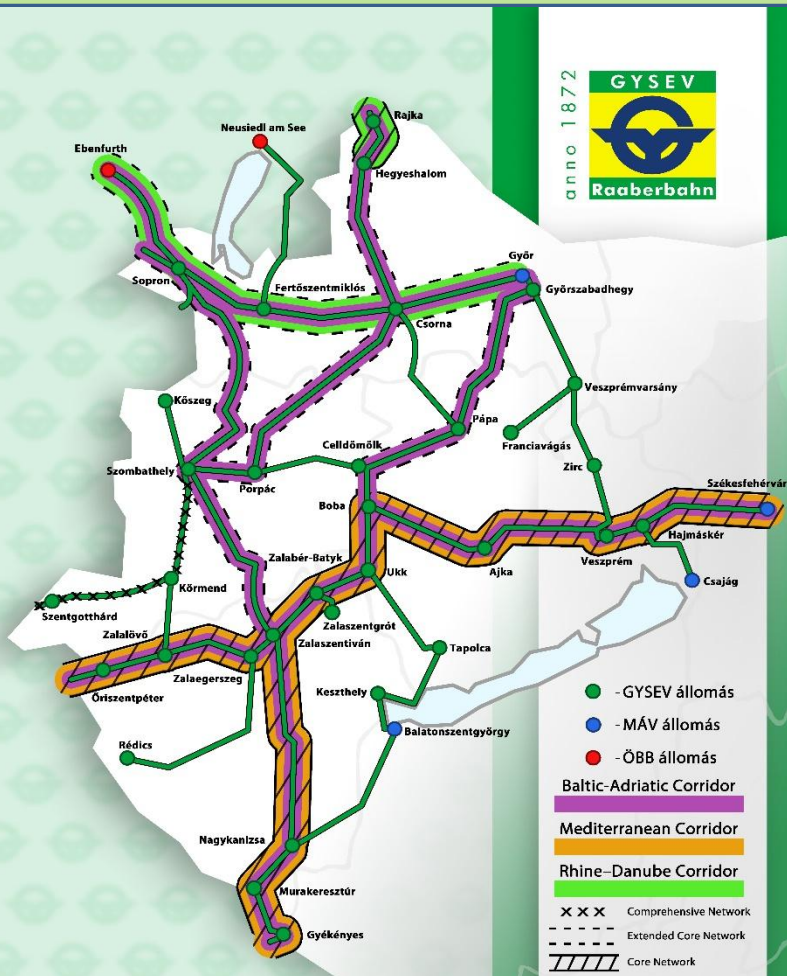 anno 1872
GYSEV
Raaberbahn
Rajka
Neusiedl am See
Ebenfurth
Hegyeshalom
Győr
Sopron
Fertőszentmiklós
Győrszabadhegy
Csorna
Veszprémvarsány
Kőszeg
Pápa
Franciavágás
Celldömölk
Zirc
Szombathely
Porpác
Székesfehérvár
Boba
Hajmáskér
Zalabér-Batyk
Ukk
Ajka
Veszprém
Körmend
Csajág
Szentgotthárd
Zalaszentgrót
Zalalövő
Zalaszentiván
Tapolca
Zalaegerszeg
Keszthely
Őriszentpéter
- GYSEV állomás
Balatonszentgyörgy
- MÁV állomás
Rédics
- ÖBB állomás
Baltic-Adriatic Corridor
Mediterranean Corridor
Nagykanizsa
Rhine–Danube Corridor
Murakeresztúr
x x x Comprehensive Network
Gyékényes
Extended Core Network
Core Network